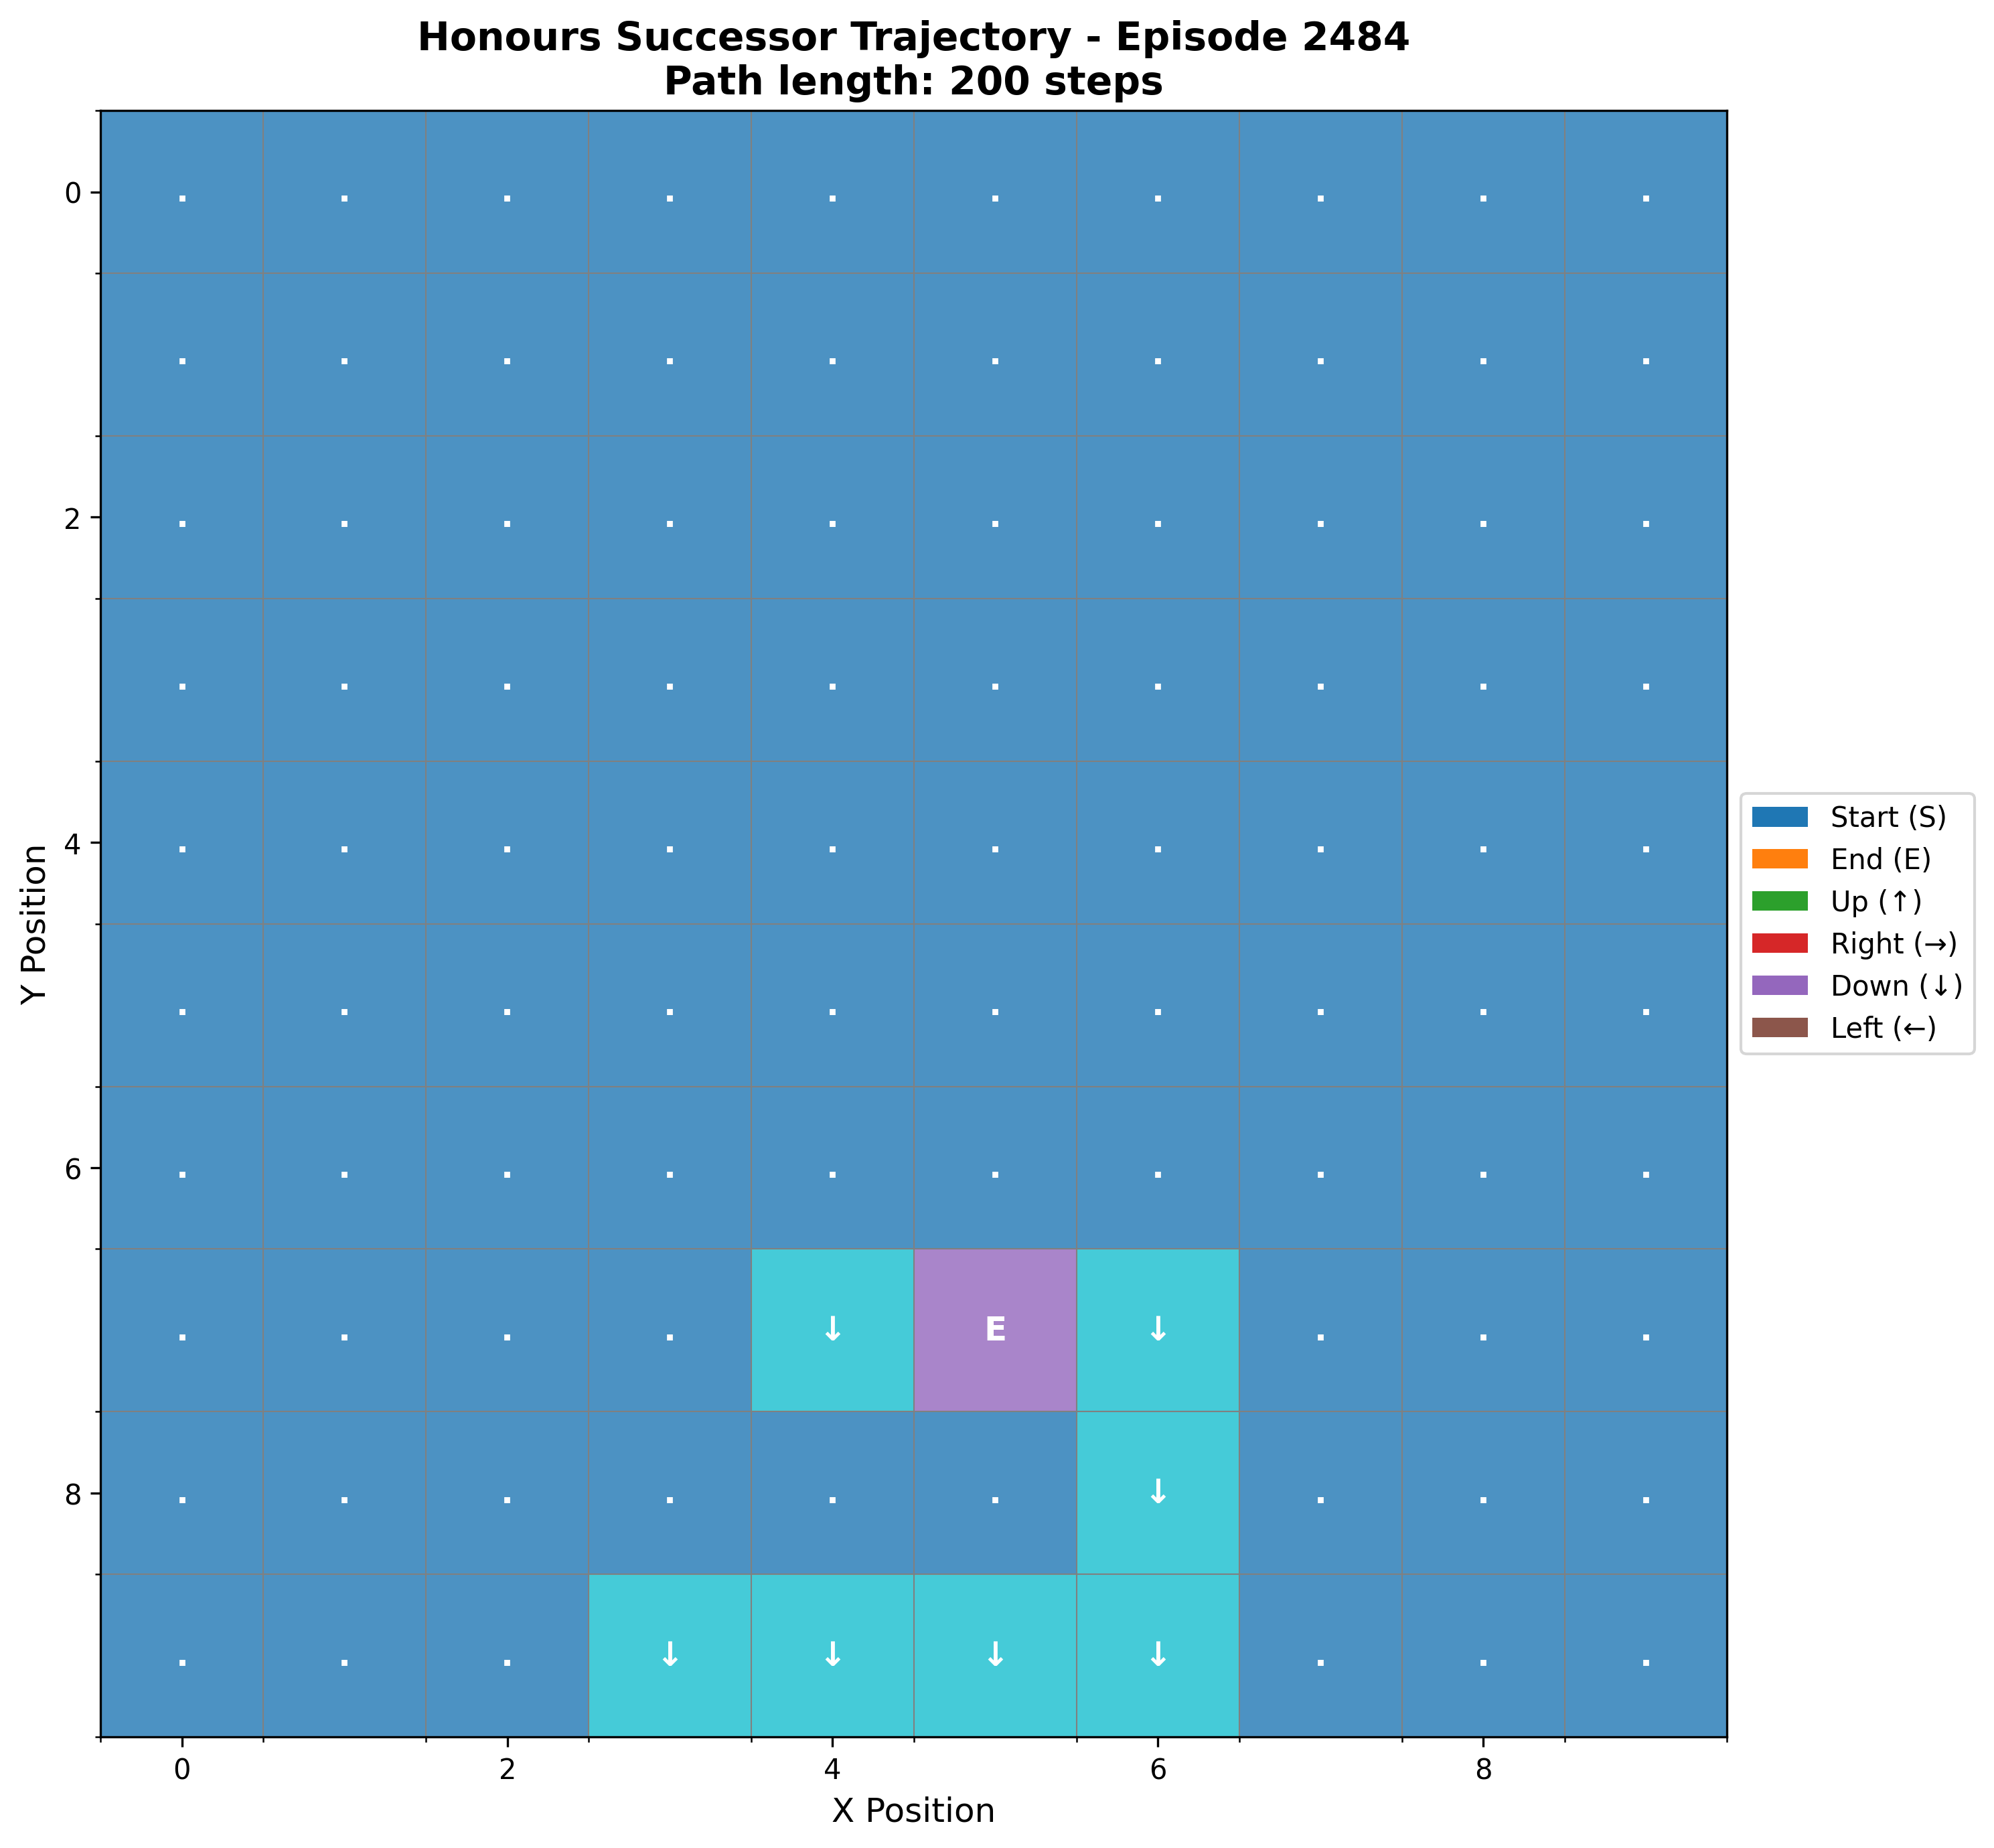 Honours Successor Trajectory - Episode 2484
Path length: 200 steps
0
2
4
6
8
Y Position
↓ E ↓
↓
↓ ↓ ↓ ↓
0 2 4 6 8
X Position
Start (S)
End (E)
Up (↑)
Right (→)
Down (↓)
Left (←)